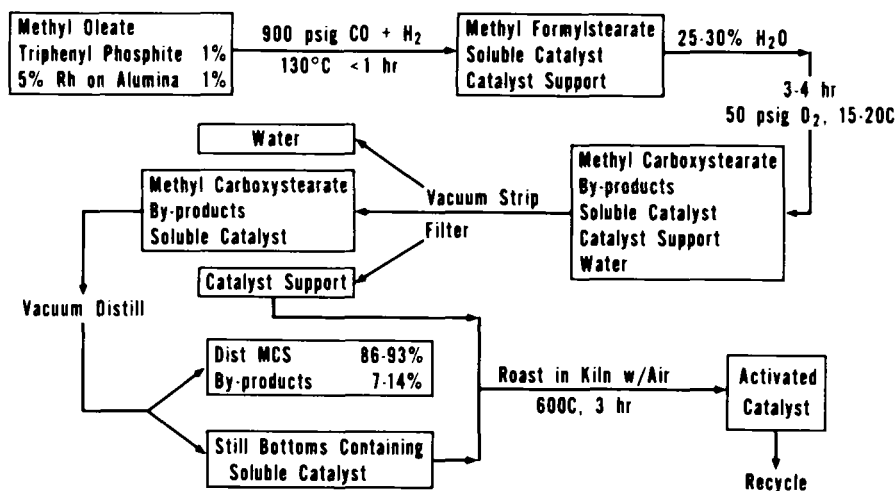 Methyl Oleate
Triphenyl Phosphite 1%
5% Rh on Alumina 1%
900 psig CO + H₂
130°C <1 hr
Methyl Formylstearate
Soluble Catalyst
Catalyst Support
25-30% H₂O
3-4 hr
50 psig O₂, 15-20C
Water
Methyl Carboxystearate
By-products
Soluble Catalyst
Vacuum Strip
Filter
Methyl Carboxystearate
By-products
Soluble Catalyst
Catalyst Support
Water
Catalyst Support
Vacuum Distill
Dist MCS 86-93%
By-products 7-14%
Still Bottoms Containing
Soluble Catalyst
Roast in Kiln w/Air
600C, 3 hr
Activated
Catalyst
Recycle